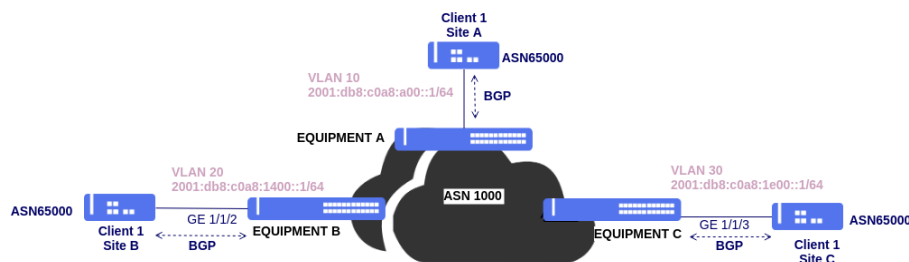 Client 1
Site A
ASN65000
VLAN 10
2001:db8:c0a8:a00::1/64
BGP
EQUIPMENT A
VLAN 20
2001:db8:c0a8:1400::1/64
VLAN 30
2001:db8:c0a8:1e00::1/64
ASN 1000
ASN65000
GE 1/1/2
EQUIPMENT B
Client 1
Site B
BGP
EQUIPMENT C
GE 1/1/3
BGP
ASN65000
Client 1
Site C